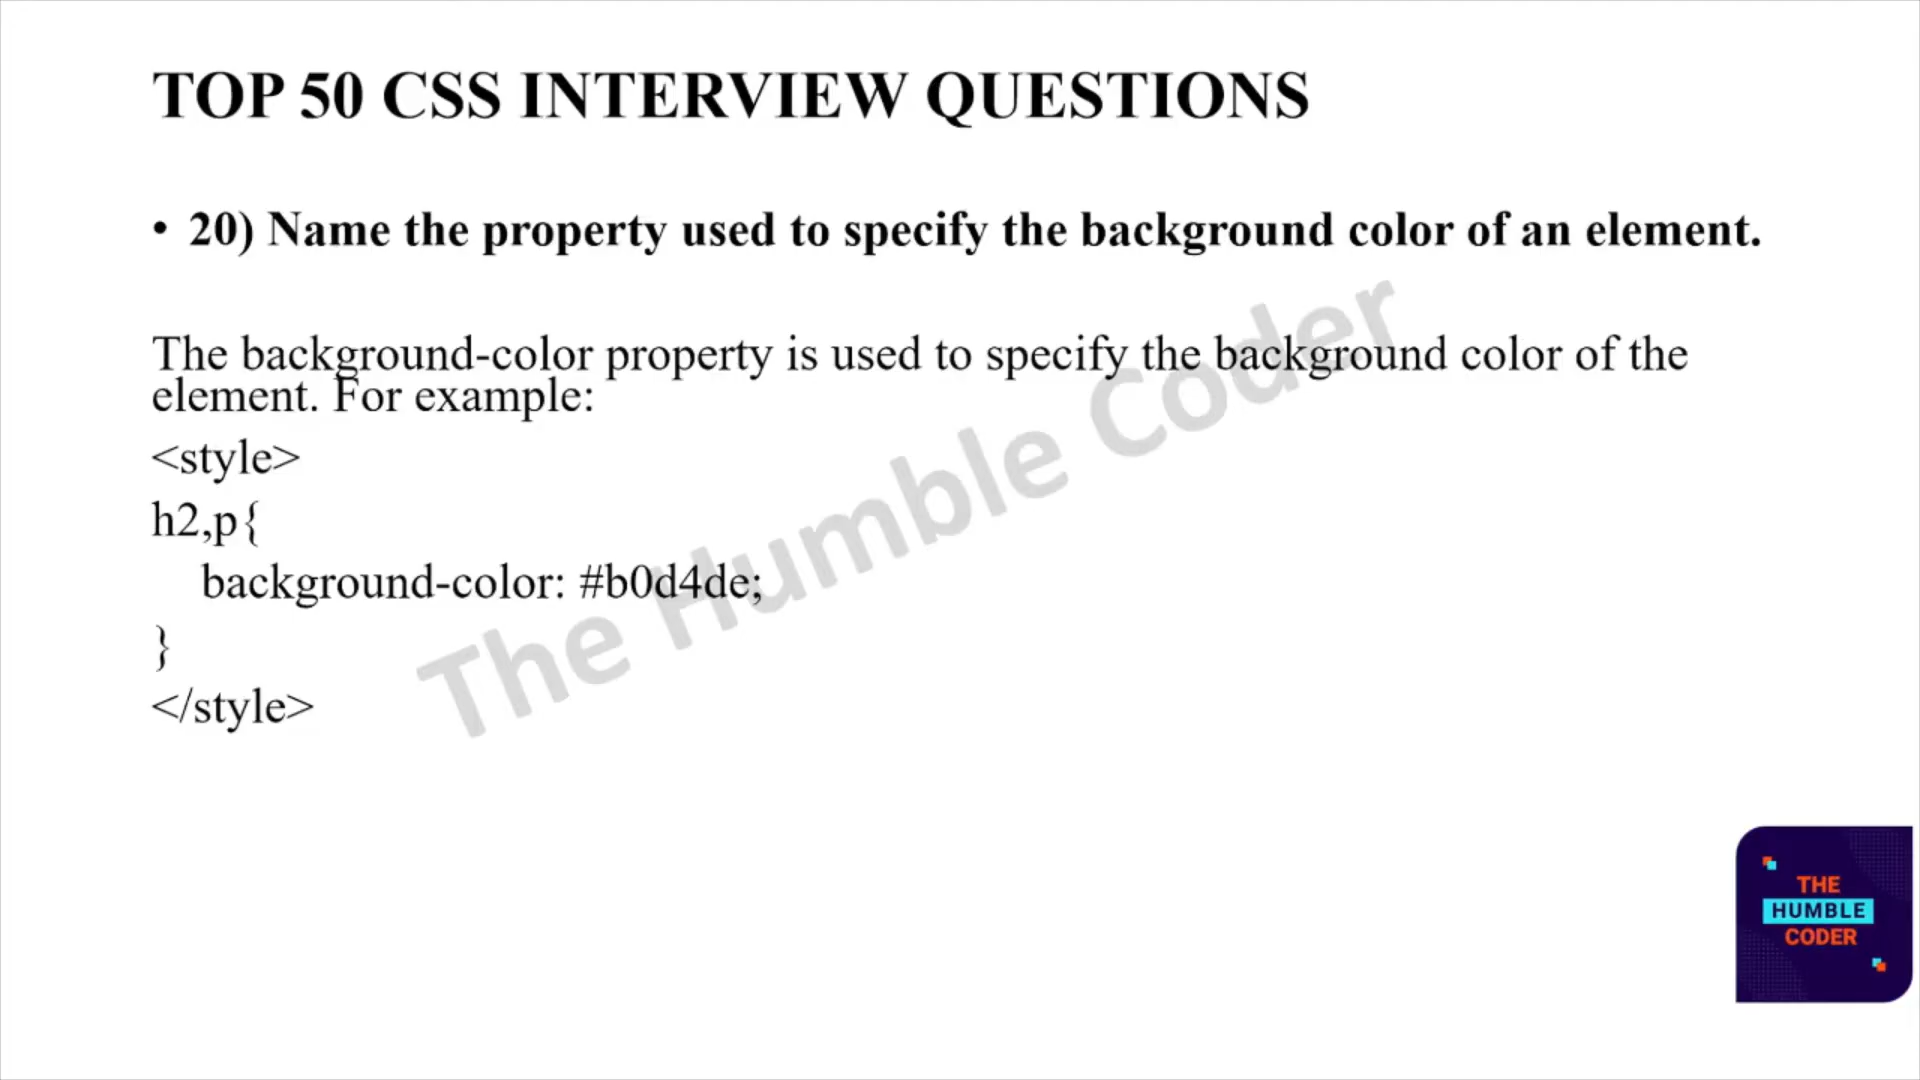 TOP 50 CSS INTERVIEW QUESTIONS
• 20) Name the property used to specify the background color of an element.
The background-color property is used to specify the background color of the
element. For example:
<style>
h2,p{
background-color: #b0d4de;
}
</style>
The Humble Coder
THE
HUMBLE
CODER